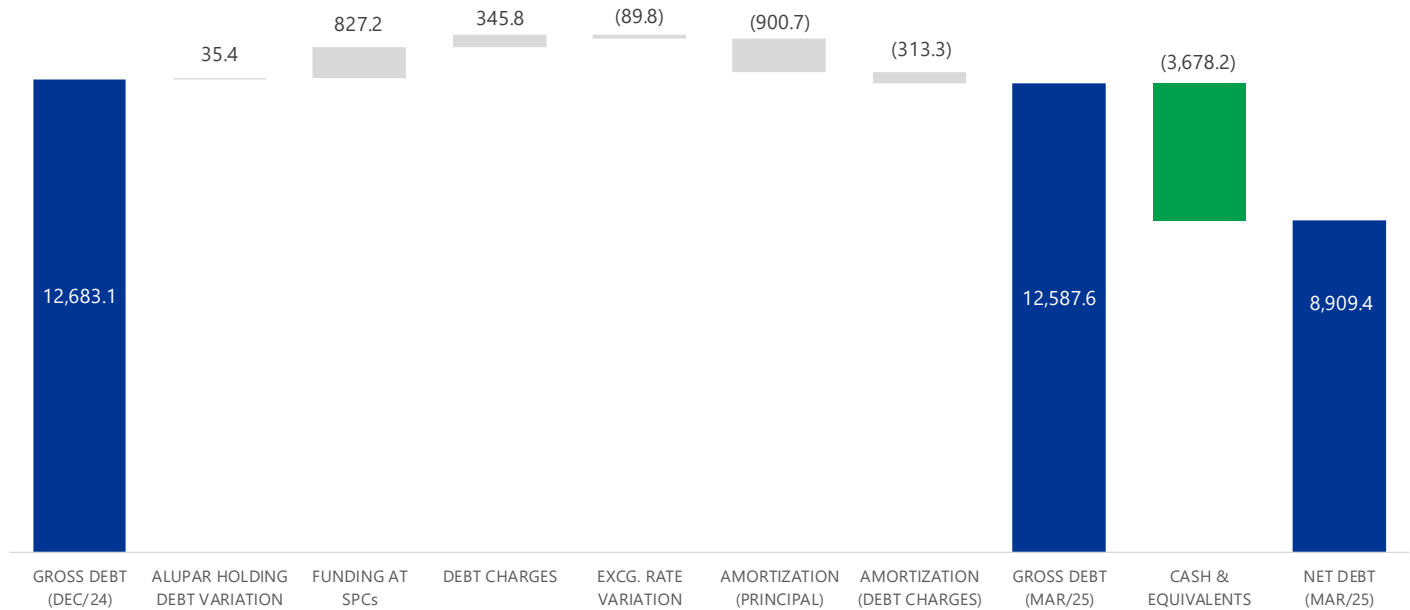 827.2
345.8
(89.8)
(900.7)
35.4
(313.3)
(3,678.2)
12,683.1
12,587.6
8,909.4
GROSS DEBT
(DEC/24)
ALUPAR HOLDING
DEBT VARIATION
FUNDING AT
SPCs
DEBT CHARGES
EXCG. RATE
VARIATION
AMORTIZATION
(PRINCIPAL)
AMORTIZATION
(DEBT CHARGES)
GROSS DEBT
(MAR/25)
CASH &
EQUIVALENTS
NET DEBT
(MAR/25)